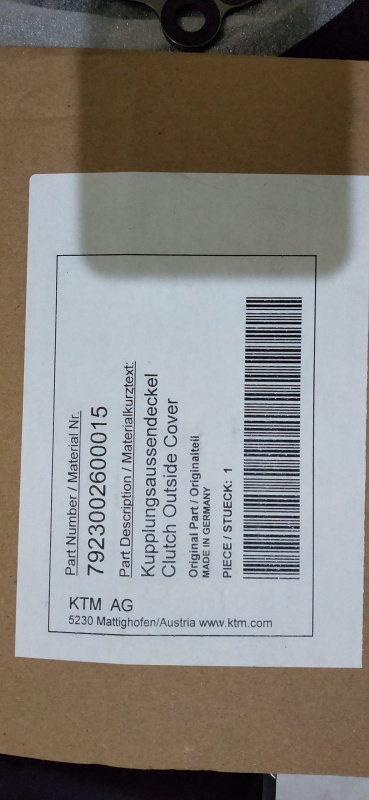 Part Number / Material Nr.
7923002600015
Part Description / Materialkurztext:
Kupplungsaussendeckel
Clutch Outside Cover
Original Part / Originalteil
MADE IN GERMANY
PIECE / STUECK: 1
KTM AG
5230 Mattighofen/Austria www.ktm.com